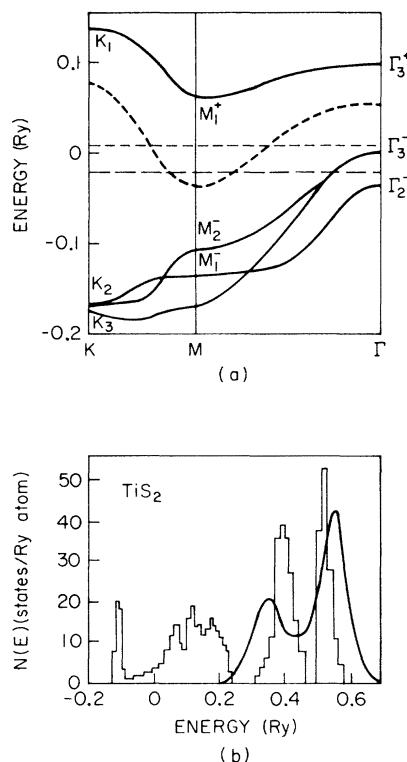 ENERGY (Ry)
0.1
0
-0.1
-0.2
K₁
M₁⁺
Γ₃⁺
Γ₃⁻
Γ₂⁻
M₂⁻
M₁⁻
K₂
K₃
K M Γ
(a)
N(E)(states/Ry atom)
TiS₂
50
40
30
20
10
0
-0.2 0 0.2 0.4 0.6
ENERGY (Ry)
(b)